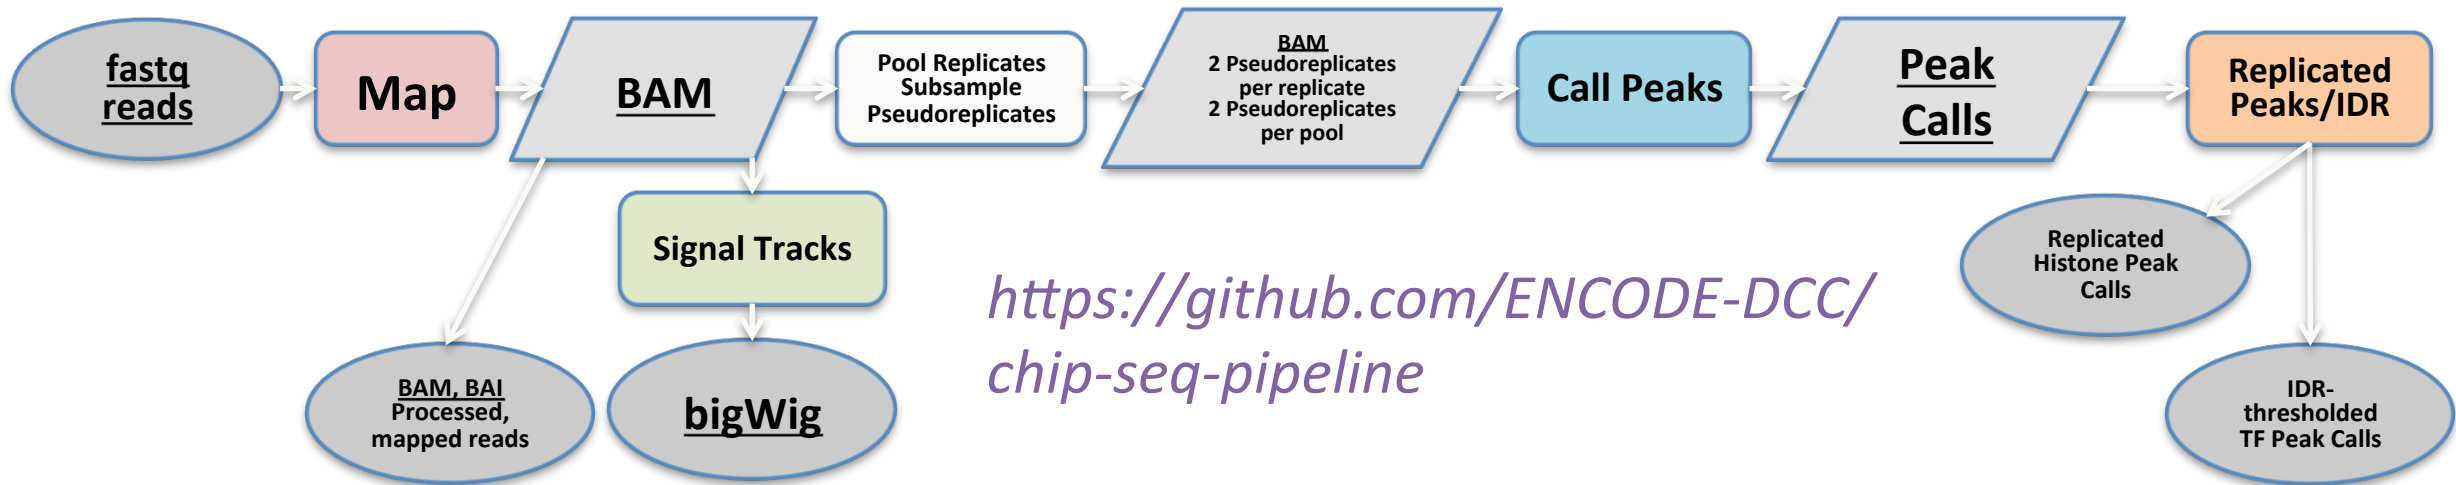 fastq
reads
Map
BAM
Pool Replicates
Subsample
Pseudoreplicates
BAM
2 Pseudoreplicates
per replicate
2 Pseudoreplicates
per pool
Call Peaks
Peak
Calls
Replicated
Peaks/IDR
Signal Tracks
BAM, BAI
Processed,
mapped reads
bigWig
https://github.com/ENCODE-DCC/
chip-seq-pipeline
Replicated
Histone Peak
Calls
IDR-
thresholded
TF Peak Calls